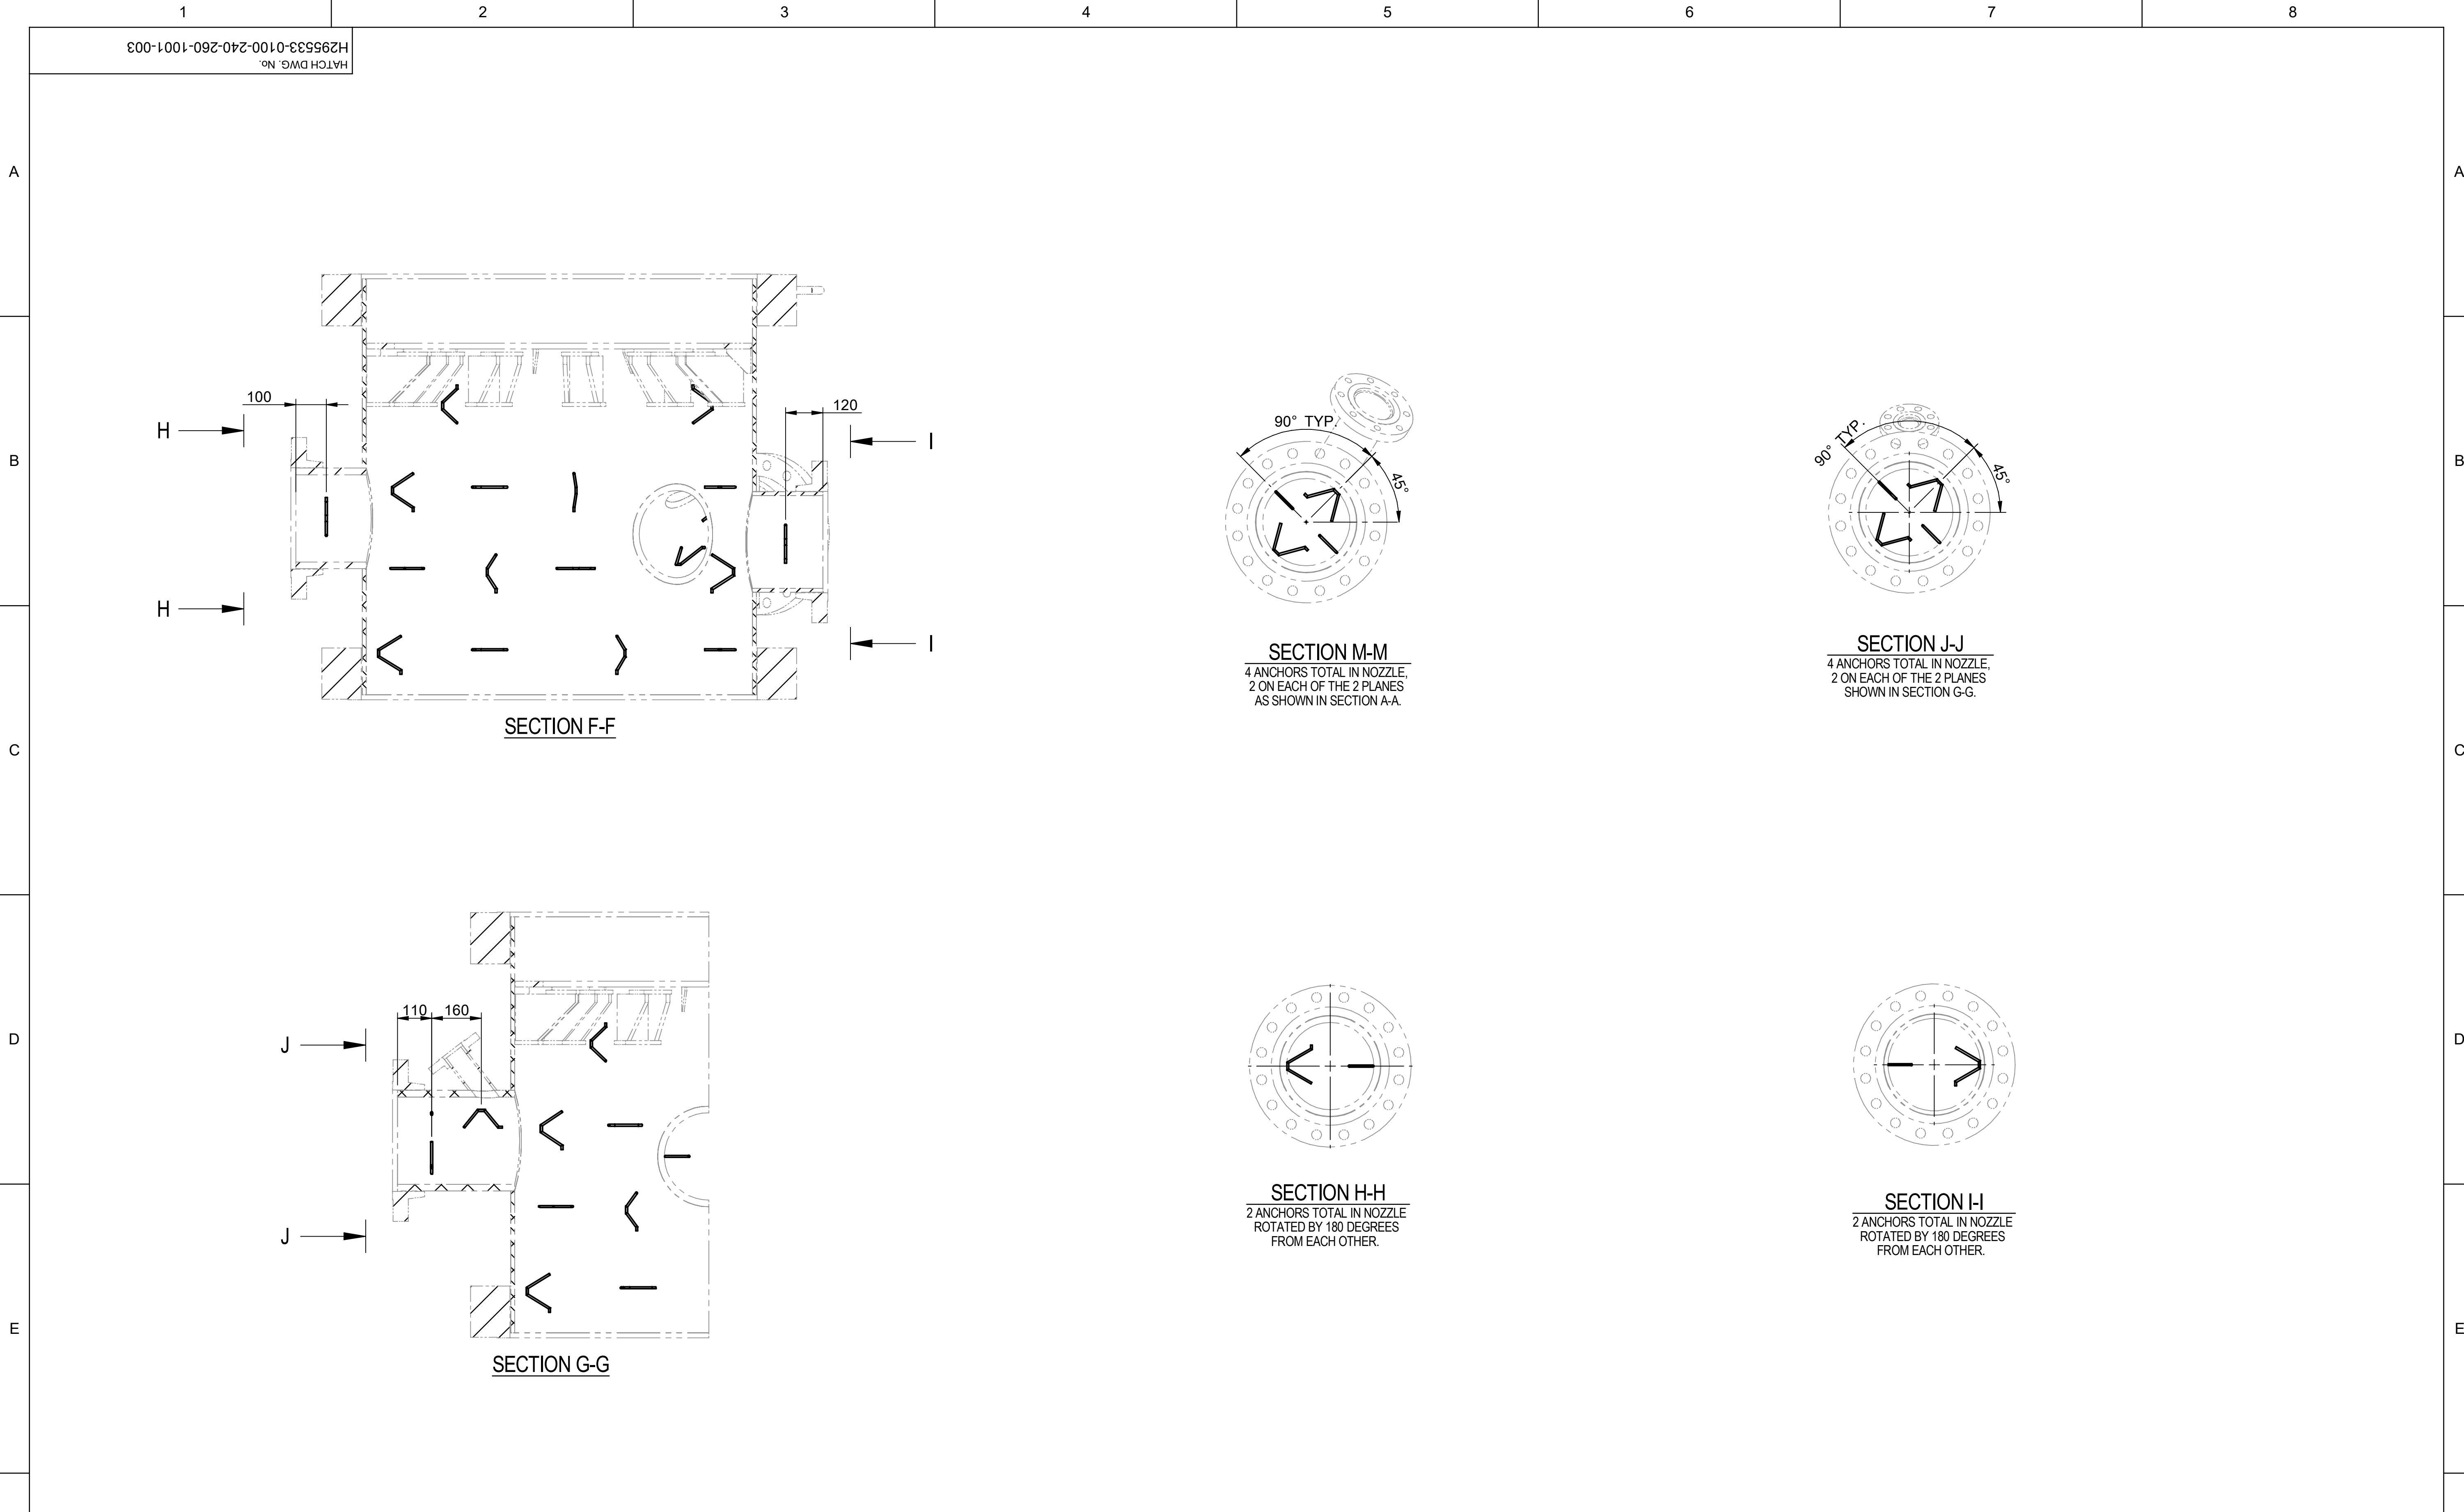 1 2 3 4 5 6 7 8
H295533-0100-240-260-1001-003
HATCH DWG. No.
A A
100
120
H I
B B
H I
SECTION F-F
90° TYP.
45°
SECTION M-M
4 ANCHORS TOTAL IN NOZZLE,
2 ON EACH OF THE 2 PLANES
AS SHOWN IN SECTION A-A.
90° TYP.
45°
SECTION J-J
4 ANCHORS TOTAL IN NOZZLE,
2 ON EACH OF THE 2 PLANES
SHOWN IN SECTION G-G.
C C
110 160
J
D D
J
SECTION G-G
SECTION H-H
2 ANCHORS TOTAL IN NOZZLE
ROTATED BY 180 DEGREES
FROM EACH OTHER.
SECTION I-I
2 ANCHORS TOTAL IN NOZZLE
ROTATED BY 180 DEGREES
FROM EACH OTHER.
E E